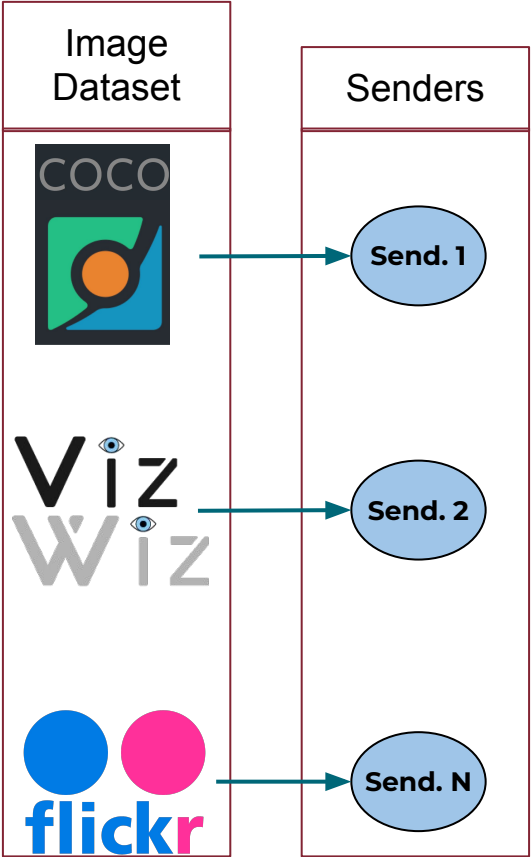 Image
Dataset
Senders
COCO
Send. 1
Viz
Wiz
Send. 2
flickr
Send. N